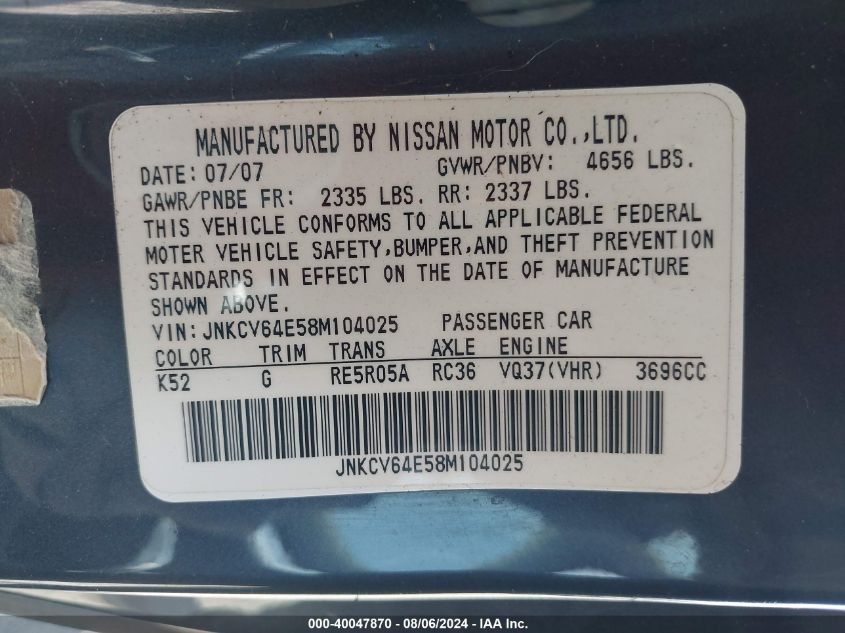 MANUFACTURED BY NISSAN MOTOR CO.,LTD.
DATE: 07/07 GVWR/PNBV: 4656 LBS.
GAWR/PNBE FR: 2335 LBS. RR: 2337 LBS.
THIS VEHICLE CONFORMS TO ALL APPLICABLE FEDERAL
MOTER VEHICLE SAFETY,BUMPER,AND THEFT PREVENTION
STANDARDS IN EFFECT ON THE DATE OF MANUFACTURE
SHOWN ABOVE.
VIN: JNKCV64E58M104025 PASSENGER CAR
COLOR TRIM TRANS AXLE ENGINE
K52 G RE5R05A RC36 VQ37(VHR) 3696CC
JNKCV64E58M104025
000-40047870 - 08/06/2024 - IAA Inc.